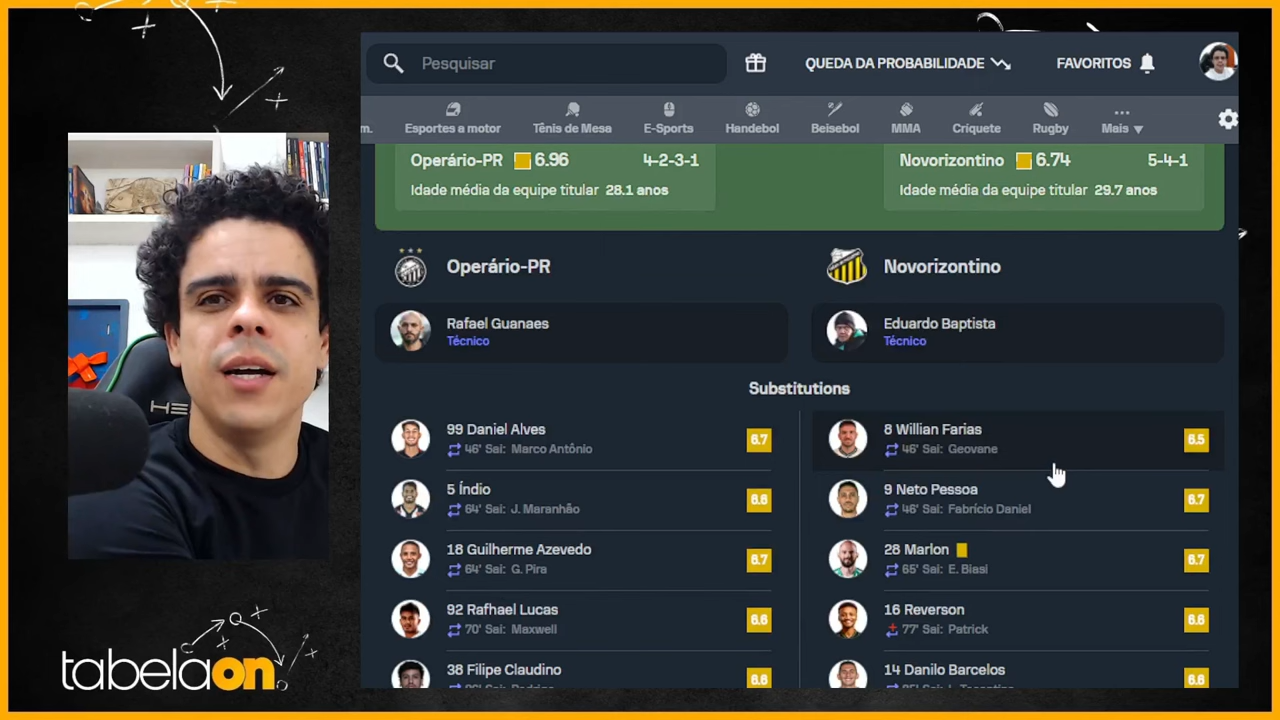 Pesquisar
QUEDA DA PROBABILIDADE
FAVORITOS
m.
Esportes a motor
Tênis de Mesa
E-Sports
Handebol
Beisebol
MMA
Críquete
Rugby
Mais ▼
Operário-PR 6.96 4-2-3-1
Idade média da equipe titular 28.1 anos
Novorizontino 6.74 5-4-1
Idade média da equipe titular 29.7 anos
Operário-PR
Novorizontino
Rafael Guanaes
Técnico
Eduardo Baptista
Técnico
Substitutions
99 Daniel Alves
46' Sai: Marco Antônio
6.7
8 Willian Farias
46' Sai: Geovane
6.5
5 Índio
64' Sai: J. Maranhão
6.6
9 Neto Pessoa
46' Sai: Fabrício Daniel
6.7
18 Guilherme Azevedo
64' Sai: G. Pira
6.7
28 Marlon
65' Sai: E. Biasi
6.7
92 Rafhael Lucas
70' Sai: Maxwell
6.6
16 Reverson
77' Sai: Patrick
6.6
38 Filipe Claudino
6.6
14 Danilo Barcelos
6.6
tabelaon